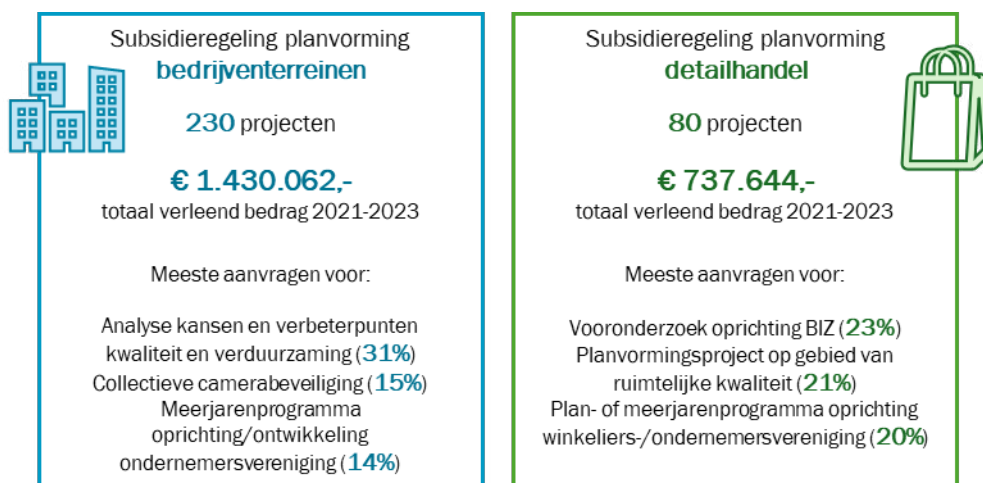 Subsidieregeling planvorming
bedrijventerreinen
230 projecten
€ 1.430.062,-
totaal verleend bedrag 2021-2023
Meeste aanvragen voor:
Analyse kansen en verbeterpunten
kwaliteit en verduurzaming (31%)
Collectieve camerabeveiliging (15%)
Meerjarenprogramma
oprichting/ontwikkeling
ondernemersvereniging (14%)
Subsidieregeling planvorming
detailhandel
80 projecten
€ 737.644,-
totaal verleend bedrag 2021-2023
Meeste aanvragen voor:
Vooronderzoek oprichting BIZ (23%)
Planvormingsproject op gebied van
ruimtelijke kwaliteit (21%)
Plan- of meerjarenprogramma oprichting
winkeliers-/ondernemersvereniging (20%)